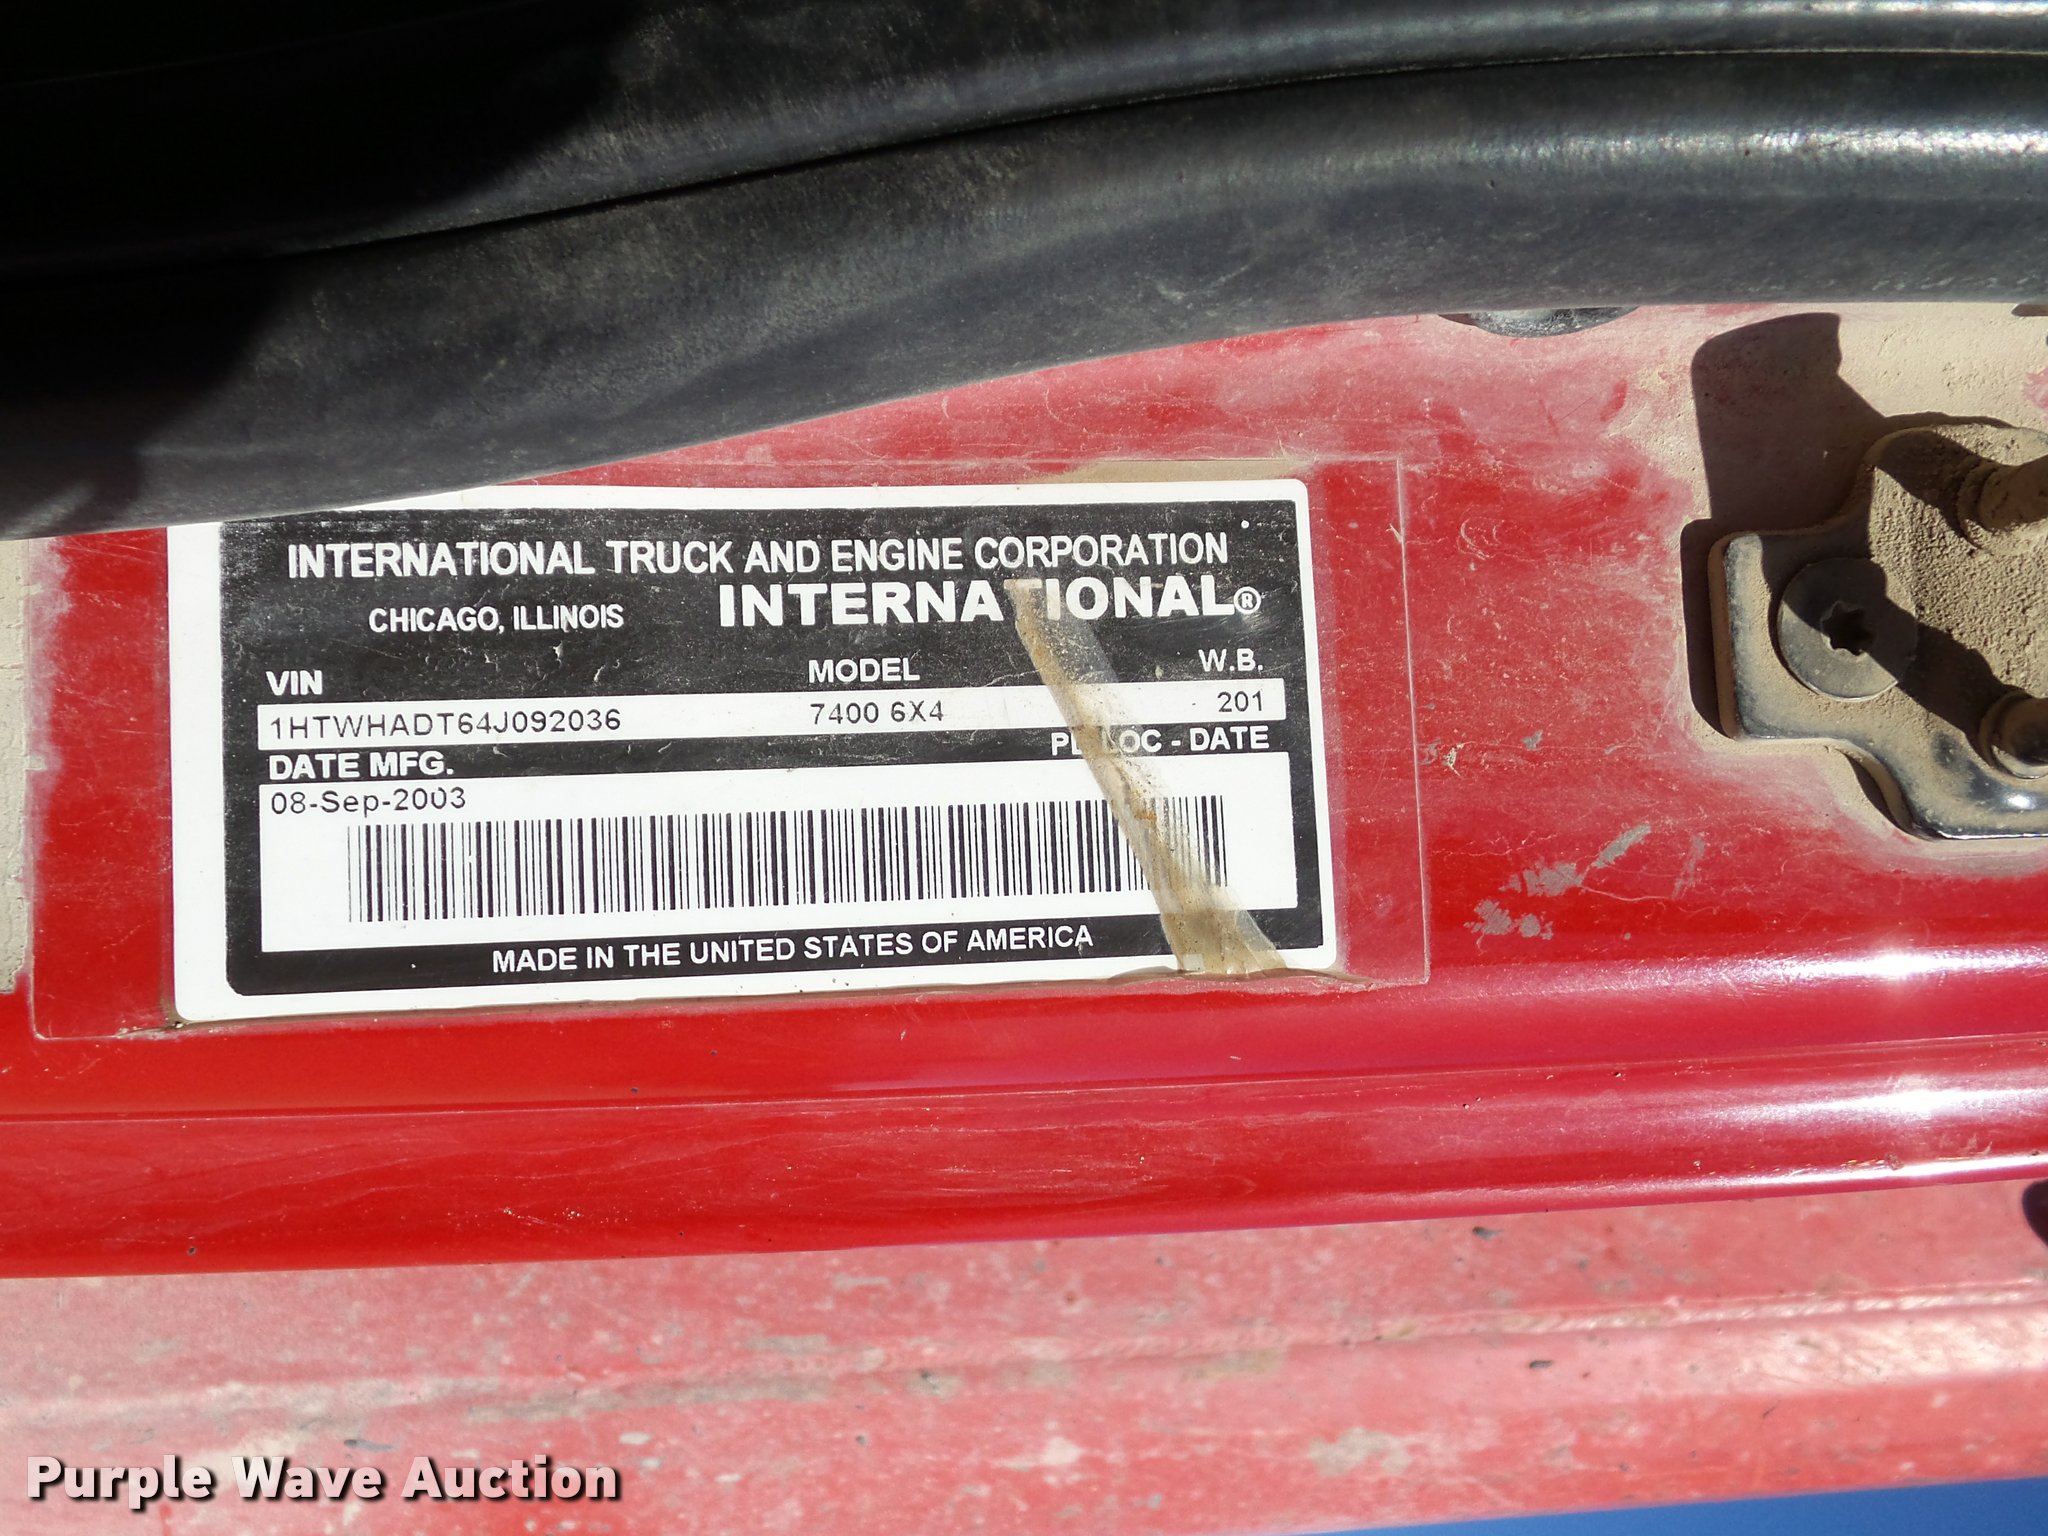 INTERNATIONAL TRUCK AND ENGINE CORPORATION
CHICAGO, ILLINOIS INTERNATIONAL®
VIN MODEL W.B.
1HTWHADT64J092036 7400 6X4 201
DATE MFG. - DATE
08-Sep-2003
MADE IN THE UNITED STATES OF AMERICA
Purple Wave Auction